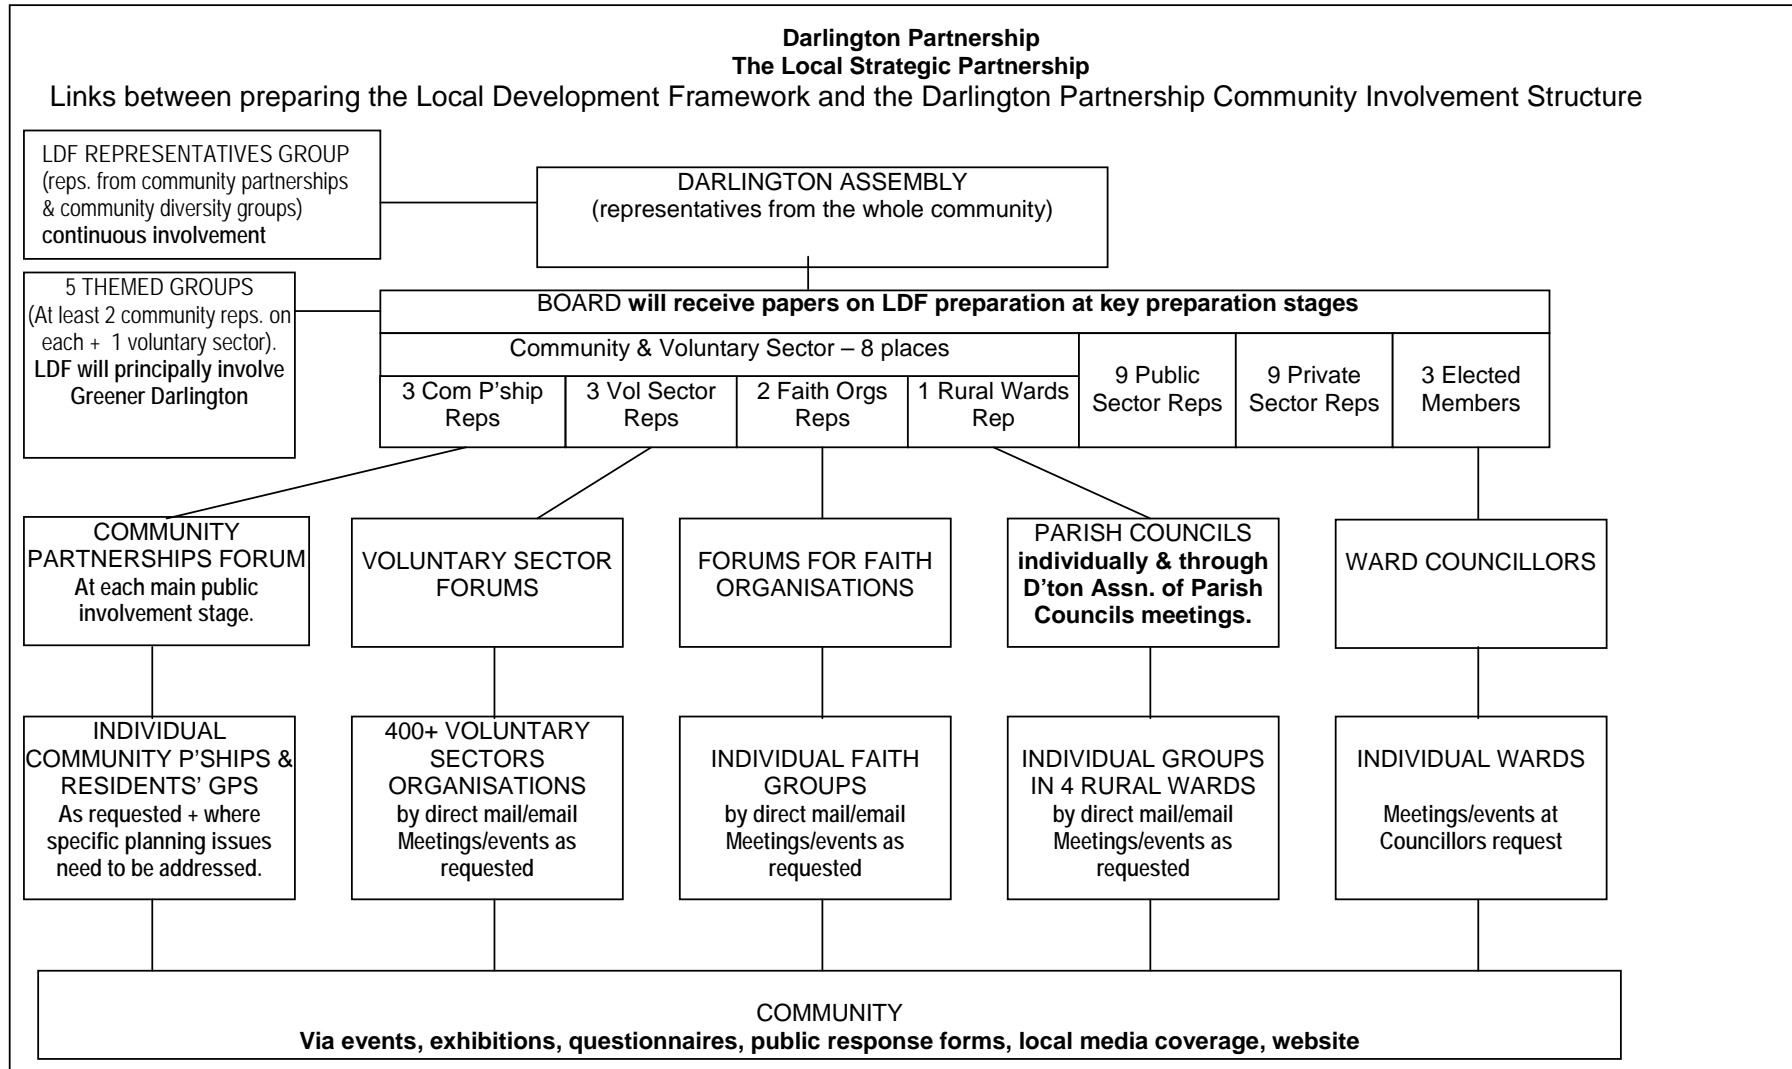 Darlington Partnership
The Local Strategic Partnership
Links between preparing the Local Development Framework and the Darlington Partnership Community Involvement Structure
LDF REPRESENTATIVES GROUP
(reps. from community partnerships
& community diversity groups)
continuous involvement
DARLINGTON ASSEMBLY
(representatives from the whole community)
5 THEMED GROUPS
(At least 2 community reps. on
each + 1 voluntary sector).
LDF will principally involve
Greener Darlington
BOARD will receive papers on LDF preparation at key preparation stages
Community & Voluntary Sector – 8 places
3 Com P'ship
Reps
3 Vol Sector
Reps
2 Faith Orgs
Reps
1 Rural Wards
Rep
9 Public
Sector Reps
9 Private
Sector Reps
3 Elected
Members
COMMUNITY
PARTNERSHIPS FORUM
At each main public
involvement stage.
VOLUNTARY SECTOR
FORUMS
FORUMS FOR FAITH
ORGANISATIONS
PARISH COUNCILS
individually & through
D'ton Assn. of Parish
Councils meetings.
WARD COUNCILLORS
INDIVIDUAL
COMMUNITY P'SHIPS &
RESIDENTS' GPS
As requested + where
specific planning issues
need to be addressed.
400+ VOLUNTARY
SECTORS
ORGANISATIONS
by direct mail/email
Meetings/events as
requested
INDIVIDUAL FAITH
GROUPS
by direct mail/email
Meetings/events as
requested
INDIVIDUAL GROUPS
IN 4 RURAL WARDS
by direct mail/email
Meetings/events as
requested
INDIVIDUAL WARDS
Meetings/events at
Councillors request
COMMUNITY
Via events, exhibitions, questionnaires, public response forms, local media coverage, website